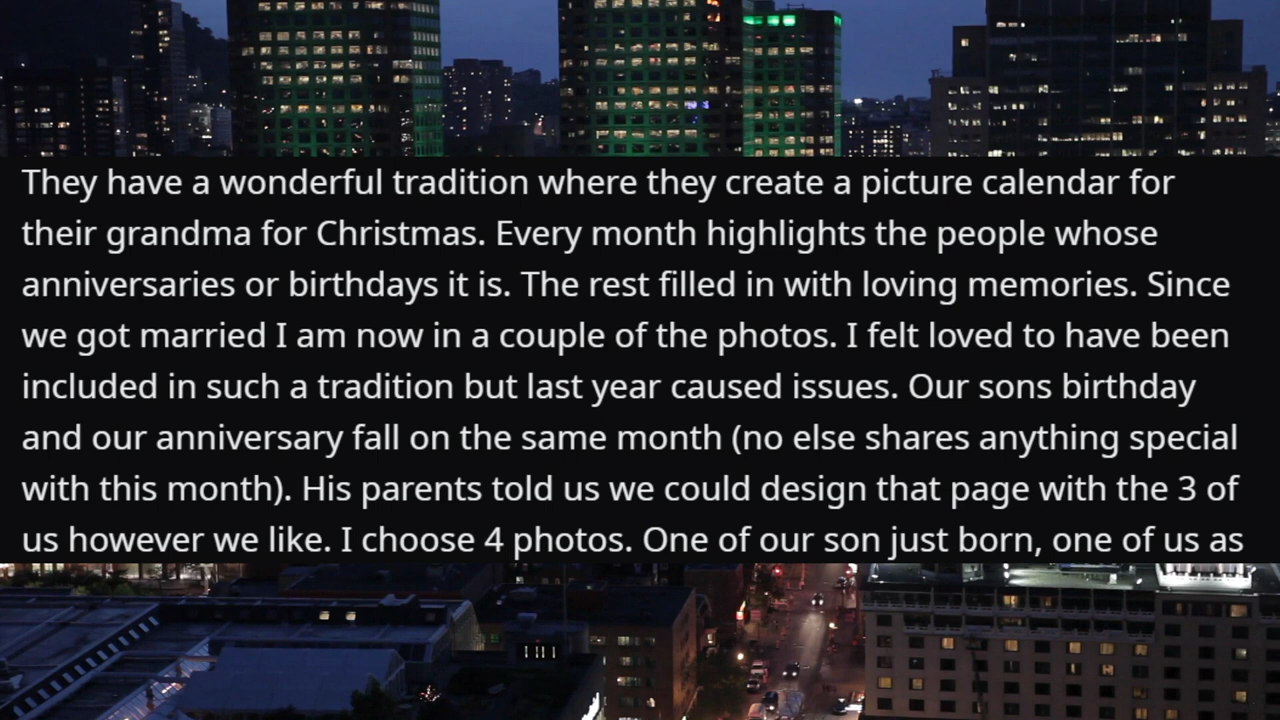 They have a wonderful tradition where they create a picture calendar for
their grandma for Christmas. Every month highlights the people whose
anniversaries or birthdays it is. The rest filled in with loving memories. Since
we got married I am now in a couple of the photos. I felt loved to have been
included in such a tradition but last year caused issues. Our sons birthday
and our anniversary fall on the same month (no else shares anything special
with this month). His parents told us we could design that page with the 3 of
us however we like. I choose 4 photos. One of our son just born, one of us as